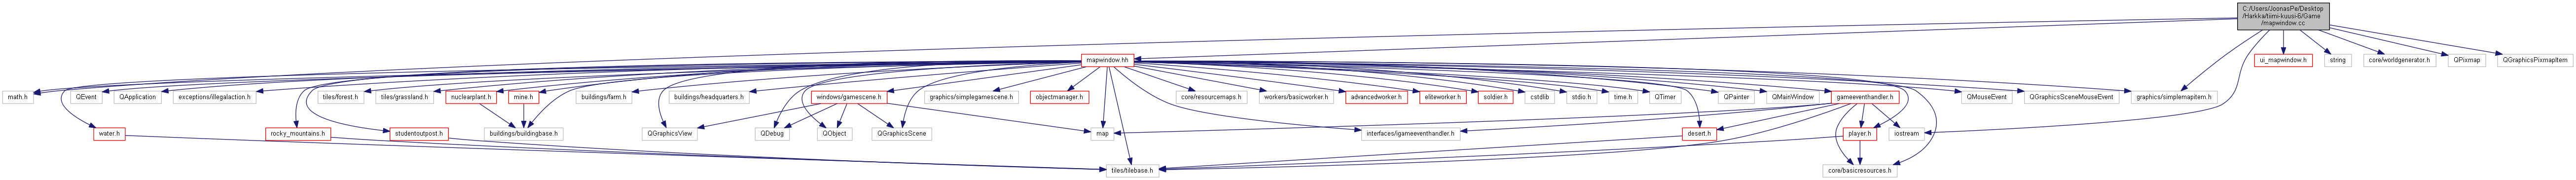 C:/Users/JoonasPe/Desktop
/Harkka/tiimi-kuusi-6/Game
/mapwindow.cc
mapwindow.hh
ui_mapwindow.h
string
core/worldgenerator.h
QPixmap
QGraphicsPixmapItem
math.h
QEvent
QApplication
exceptions/illegalaction.h
tiles/forest.h
tiles/grassland.h
nuclearplant.h
mine.h
buildings/farm.h
buildings/headquarters.h
windows/gamescene.h
graphics/simplegamescene.h
objectmanager.h
core/resourcemaps.h
workers/basicworker.h
advancedworker.h
eliteworker.h
soldier.h
cstdlib
stdio.h
time.h
QTimer
QPainter
QMainWindow
gameeventhandler.h
QMouseEvent
QGraphicsSceneMouseEvent
graphics/simplemapitem.h
water.h
rocky_mountains.h
studentoutpost.h
buildings/buildingbase.h
QGraphicsView
QDebug
QObject
QGraphicsScene
map
interfaces/igameeventhandler.h
desert.h
player.h
iostream
tiles/tilebase.h
core/basicresources.h